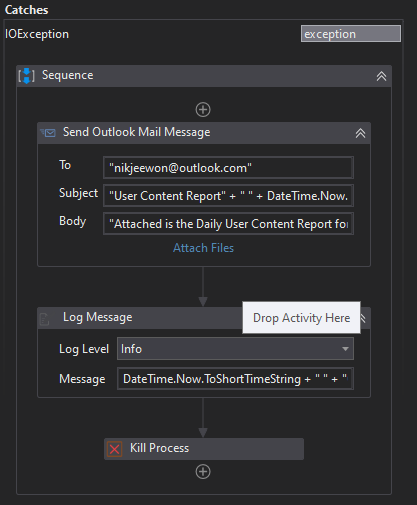 Catches
IOException exception
Sequence
Send Outlook Mail Message
To "nikjeewon@outlook.com"
Subject "User Content Report" + " " + DateTime.Now.
Body "Attached is the Daily User Content Report for
Attach Files
Log Message
Drop Activity Here
Log Level Info
Message DateTime.Now.ToShortTimeString + " " + "
Kill Process